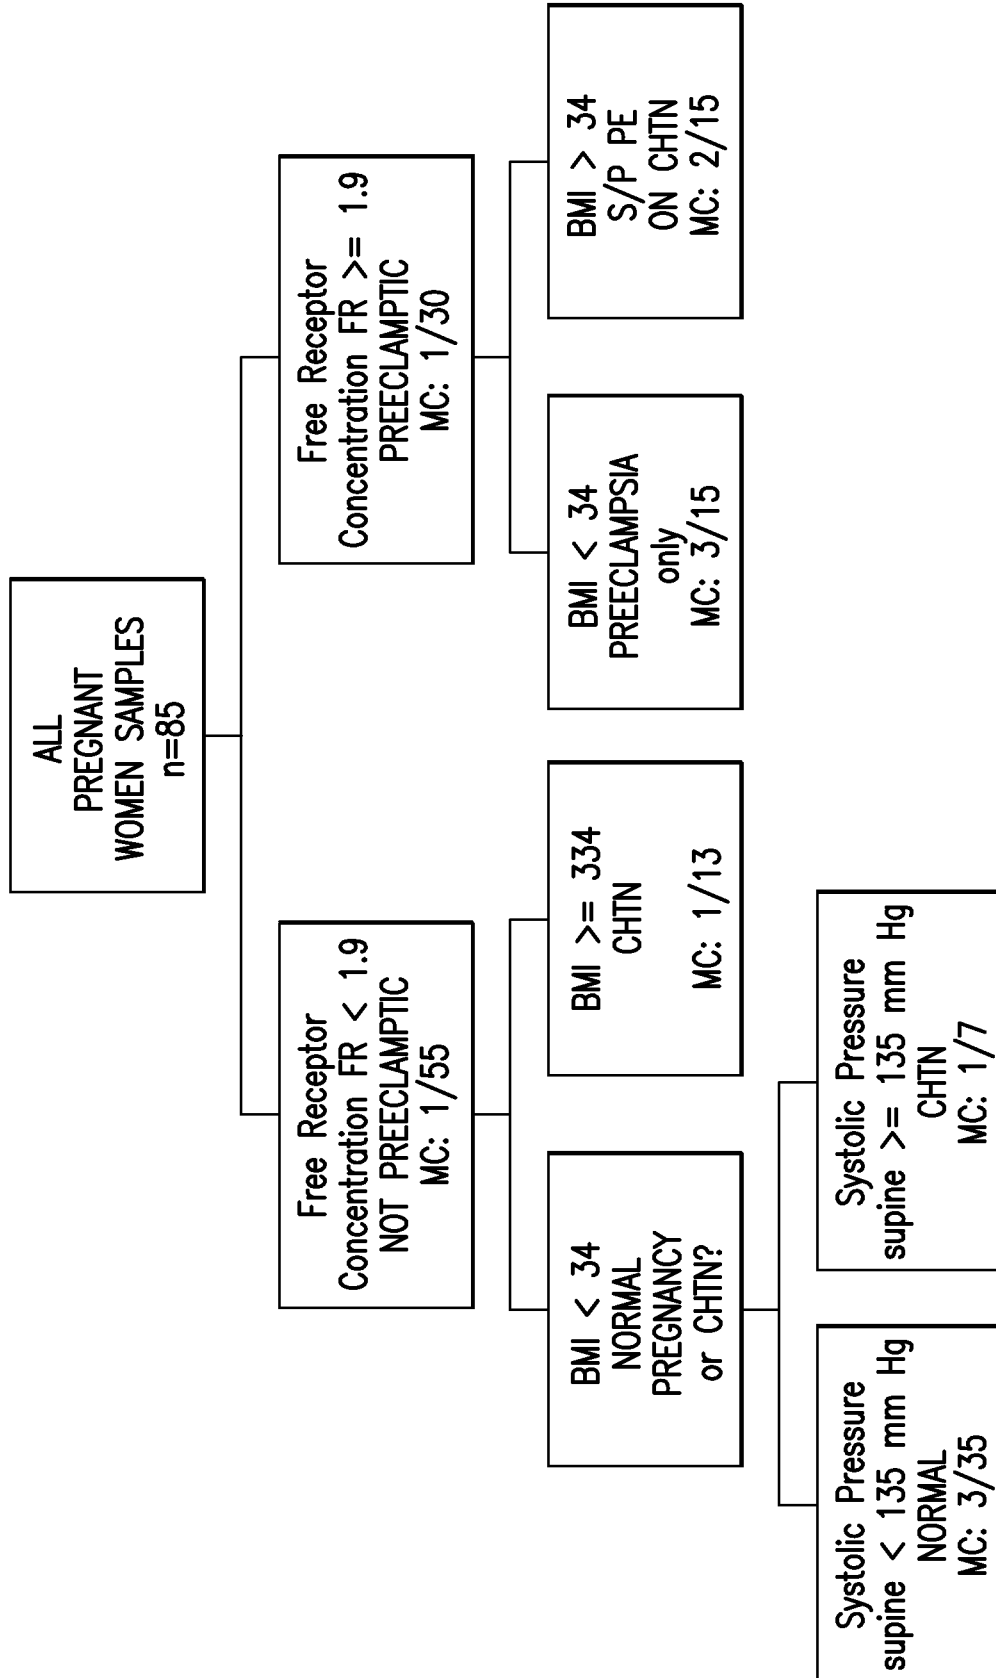 ALL
PREGNANT
WOMEN SAMPLES
n=85
Free Receptor
Concentration FR < 1.9
NOT PREECLAMPTIC
MC: 1/55
Free Receptor
Concentration FR >= 1.9
PREECLAMPTIC
MC: 1/30
BMI < 34
NORMAL
PREGNANCY
or CHTN?
BMI >= 334
CHTN
MC: 1/13
BMI < 34
PREECLAMPSIA
only
MC: 3/15
BMI > 34
S/P PE
ON CHTN
MC: 2/15
Systolic Pressure
supine < 135 mm Hg
NORMAL
MC: 3/35
Systolic Pressure
supine >= 135 mm Hg
CHTN
MC: 1/7